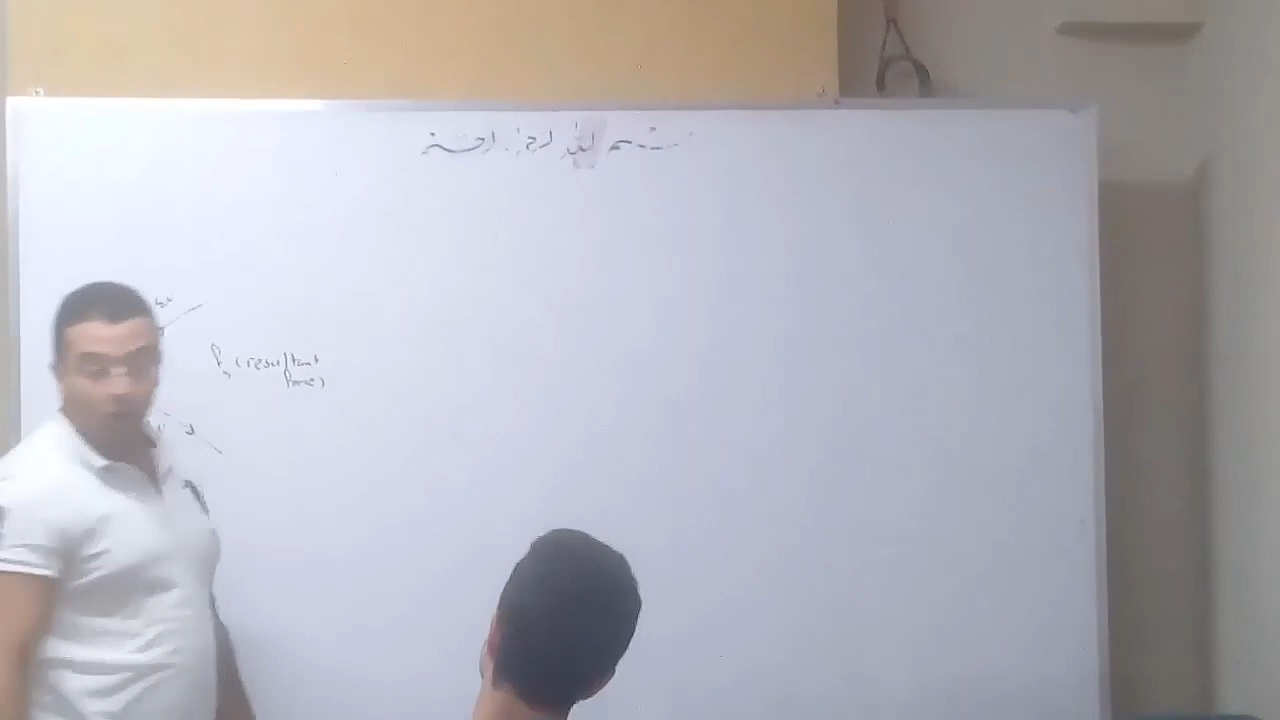 بسم الله الرحمن الرحيم
(resultant
force)